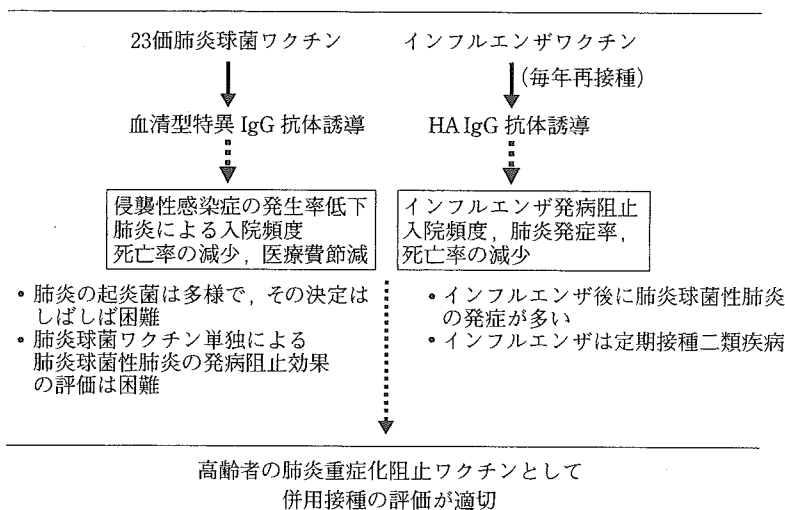 23価肺炎球菌ワクチン
インフルエンザワクチン
(毎年再接種)
血清型特異 IgG 抗体誘導
HA IgG 抗体誘導
侵襲性感染症の発生率低下
肺炎による入院頻度
死亡率の減少，医療費節減
インフルエンザ発病阻止
入院頻度，肺炎発症率，
死亡率の減少
• 肺炎の起炎菌は多様で，その決定は
しばしば困難
• 肺炎球菌ワクチン単独による
肺炎球菌性肺炎の発病阻止効果
の評価は困難
• インフルエンザ後に肺炎球菌性肺炎
の発症が多い
• インフルエンザは定期接種二類疾病
高齢者の肺炎重症化阻止ワクチンとして
併用接種の評価が適切